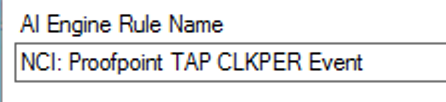 AI Engine Rule Name
NCI: Proofpoint TAP CLKPER Event